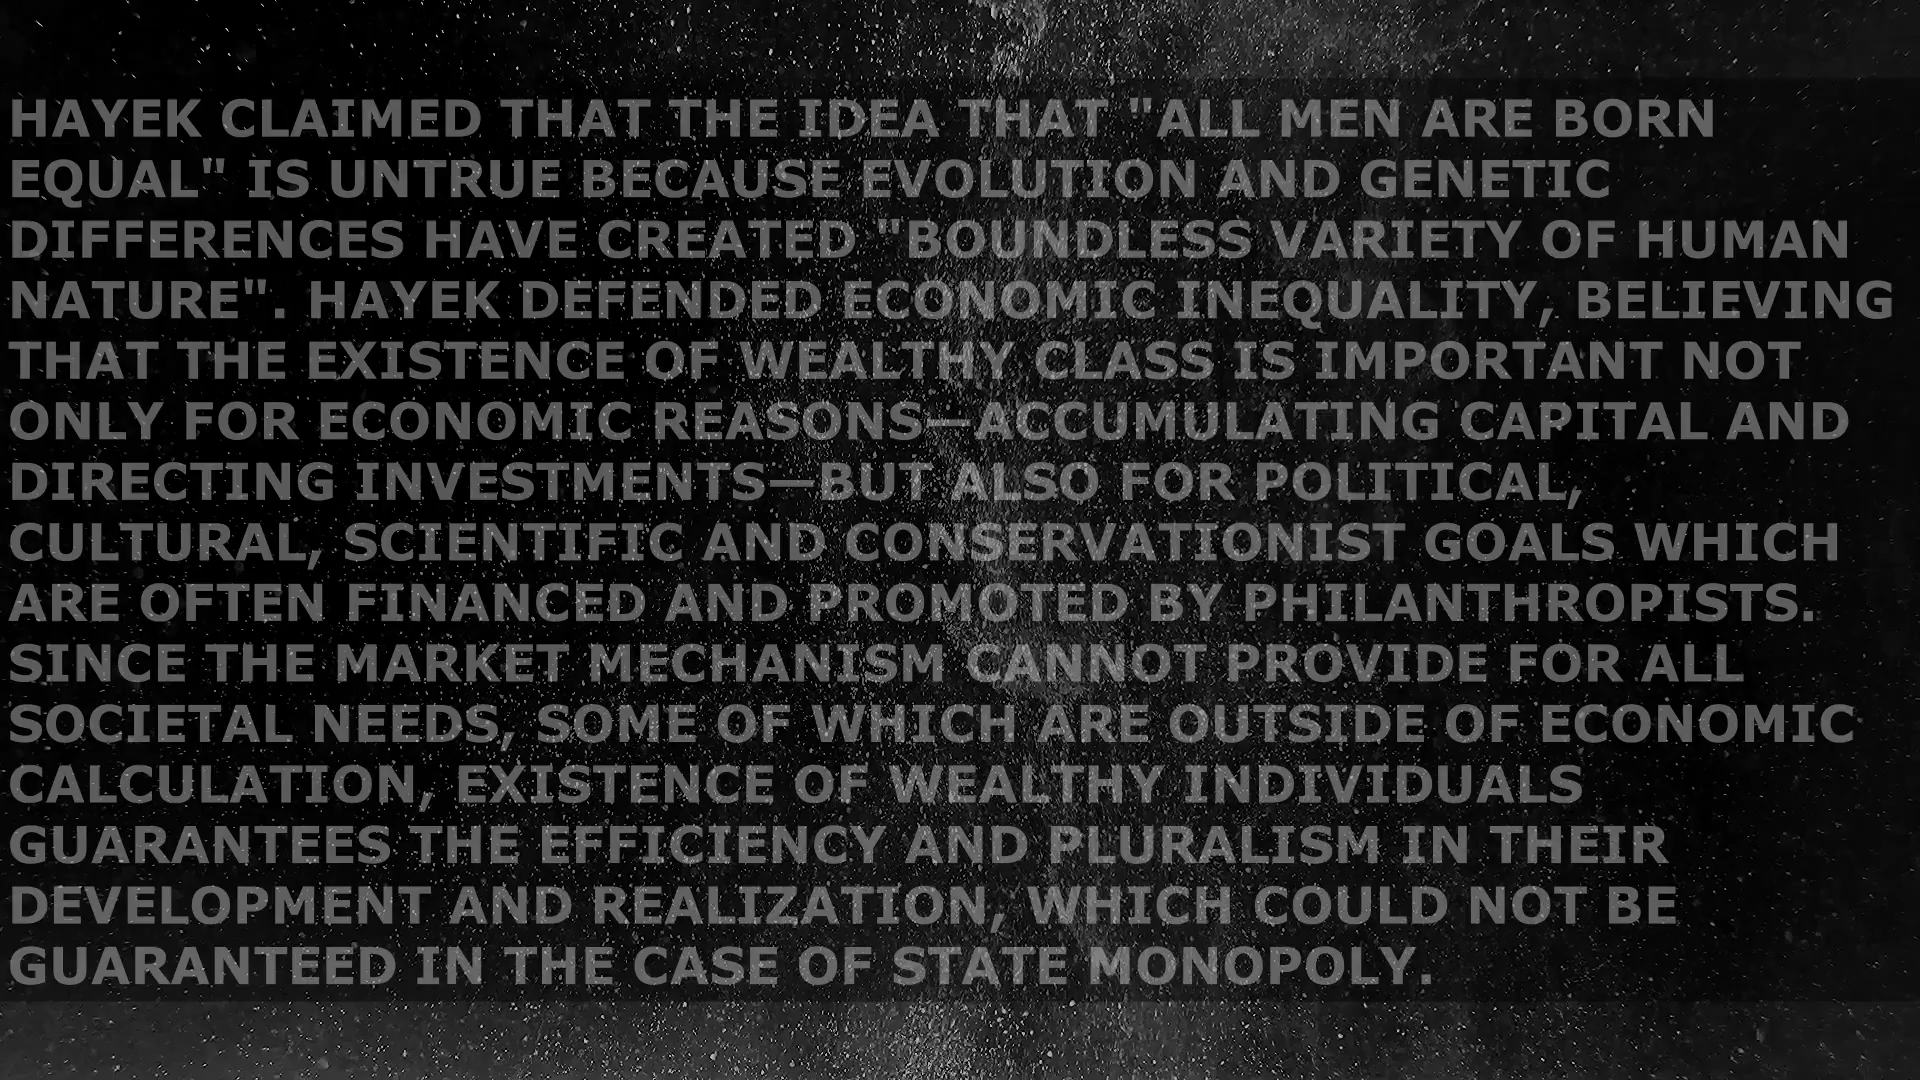 HAYEK CLAIMED THAT THE IDEA THAT "ALL MEN ARE BORN
EQUAL" IS UNTRUE BECAUSE EVOLUTION AND GENETIC
DIFFERENCES HAVE CREATED "BOUNDLESS VARIETY OF HUMAN
NATURE". HAYEK DEFENDED ECONOMIC INEQUALITY, BELIEVING
THAT THE EXISTENCE OF WEALTHY CLASS IS IMPORTANT NOT
ONLY FOR ECONOMIC REASONS—ACCUMULATING CAPITAL AND
DIRECTING INVESTMENTS—BUT ALSO FOR POLITICAL,
CULTURAL, SCIENTIFIC AND CONSERVATIONIST GOALS WHICH
ARE OFTEN FINANCED AND PROMOTED BY PHILANTHROPISTS.
SINCE THE MARKET MECHANISM CANNOT PROVIDE FOR ALL
SOCIETAL NEEDS, SOME OF WHICH ARE OUTSIDE OF ECONOMIC
CALCULATION, EXISTENCE OF WEALTHY INDIVIDUALS
GUARANTEES THE EFFICIENCY AND PLURALISM IN THEIR
DEVELOPMENT AND REALIZATION, WHICH COULD NOT BE
GUARANTEED IN THE CASE OF STATE MONOPOLY.